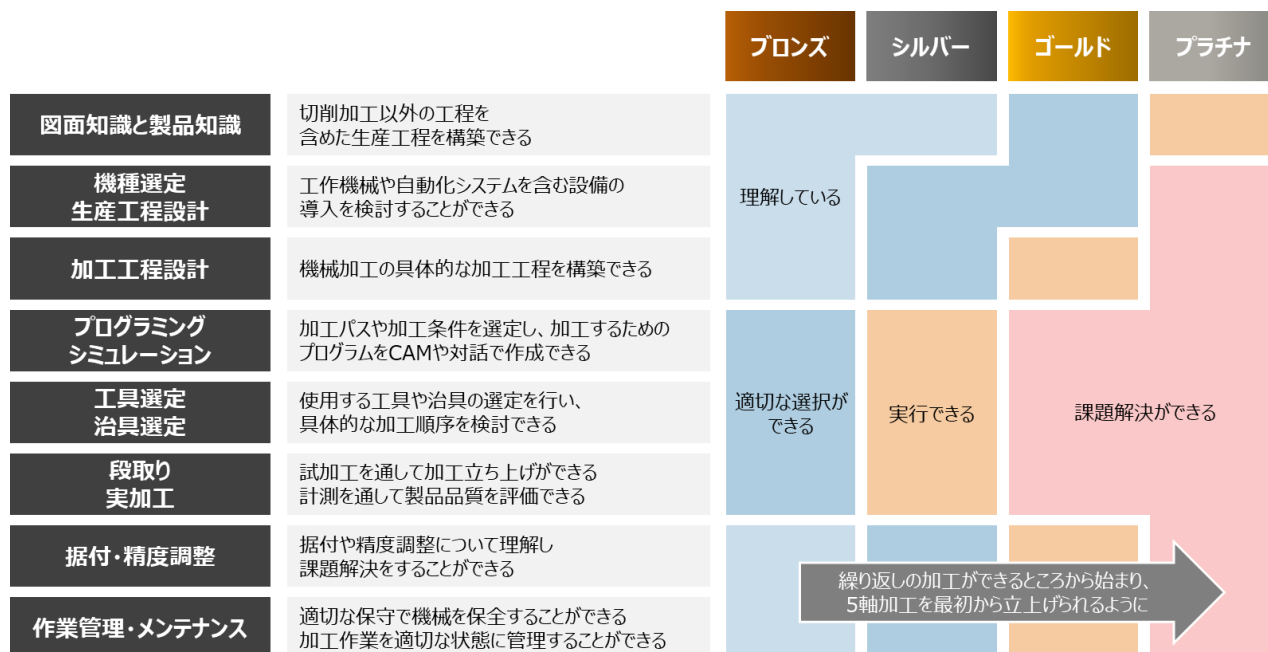 ブロンズ
シルバー
ゴールド
プラチナ
図面知識と製品知識
切削加工以外の工程を
含めた生産工程を構築できる
機種選定
生産工程設計
工作機械や自動化システムを含む設備の
導入を検討することができる
理解している
加工工程設計
機械加工の具体的な加工工程を構築できる
プログラミング
シミュレーション
加工パスや加工条件を選定し、加工するための
プログラムをCAMや対話で作成できる
工具選定
治具選定
使用する工具や治具の選定を行い、
具体的な加工順序を検討できる
適切な選択が
できる
実行できる
課題解決ができる
段取り
実加工
試加工を通して加工立ち上げができる
計測を通して製品品質を評価できる
据付・精度調整
据付や精度調整について理解し
課題解決をすることができる
繰り返しの加工ができるところから始まり、
5軸加工を最初から立上げられるように
作業管理・メンテナンス
適切な保守で機械を保全することができる
加工作業を適切な状態に管理することができる